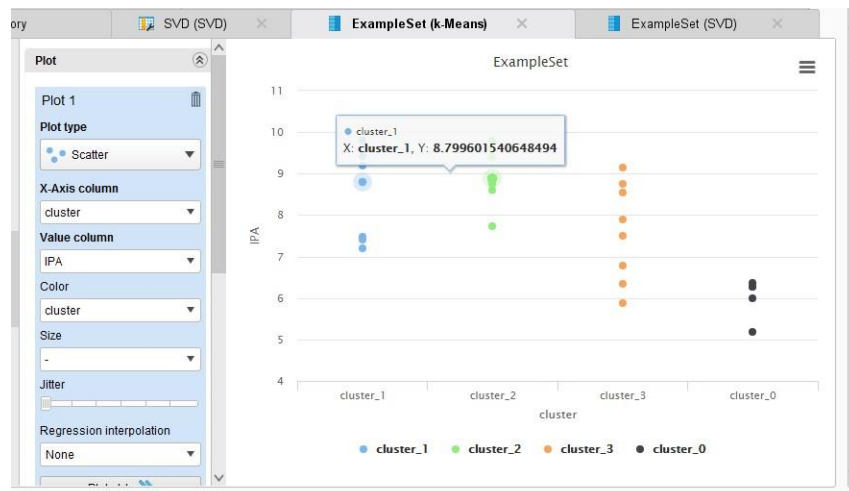 ory
SVD (SVD)
ExampleSet (k-Means)
ExampleSet (SVD)
Plot
Plot 1
Plot type
Scatter
X-Axis column
cluster
Value column
IPA
Color
cluster
Size
-
Jitter
Regression interpolation
None
ExampleSet
11
10
9
8
7
6
5
4
IPA
cluster_1
X: cluster_1, Y: 8.799601540648494
cluster_1 cluster_2 cluster_3 cluster_0
cluster
cluster_1 cluster_2 cluster_3 cluster_0